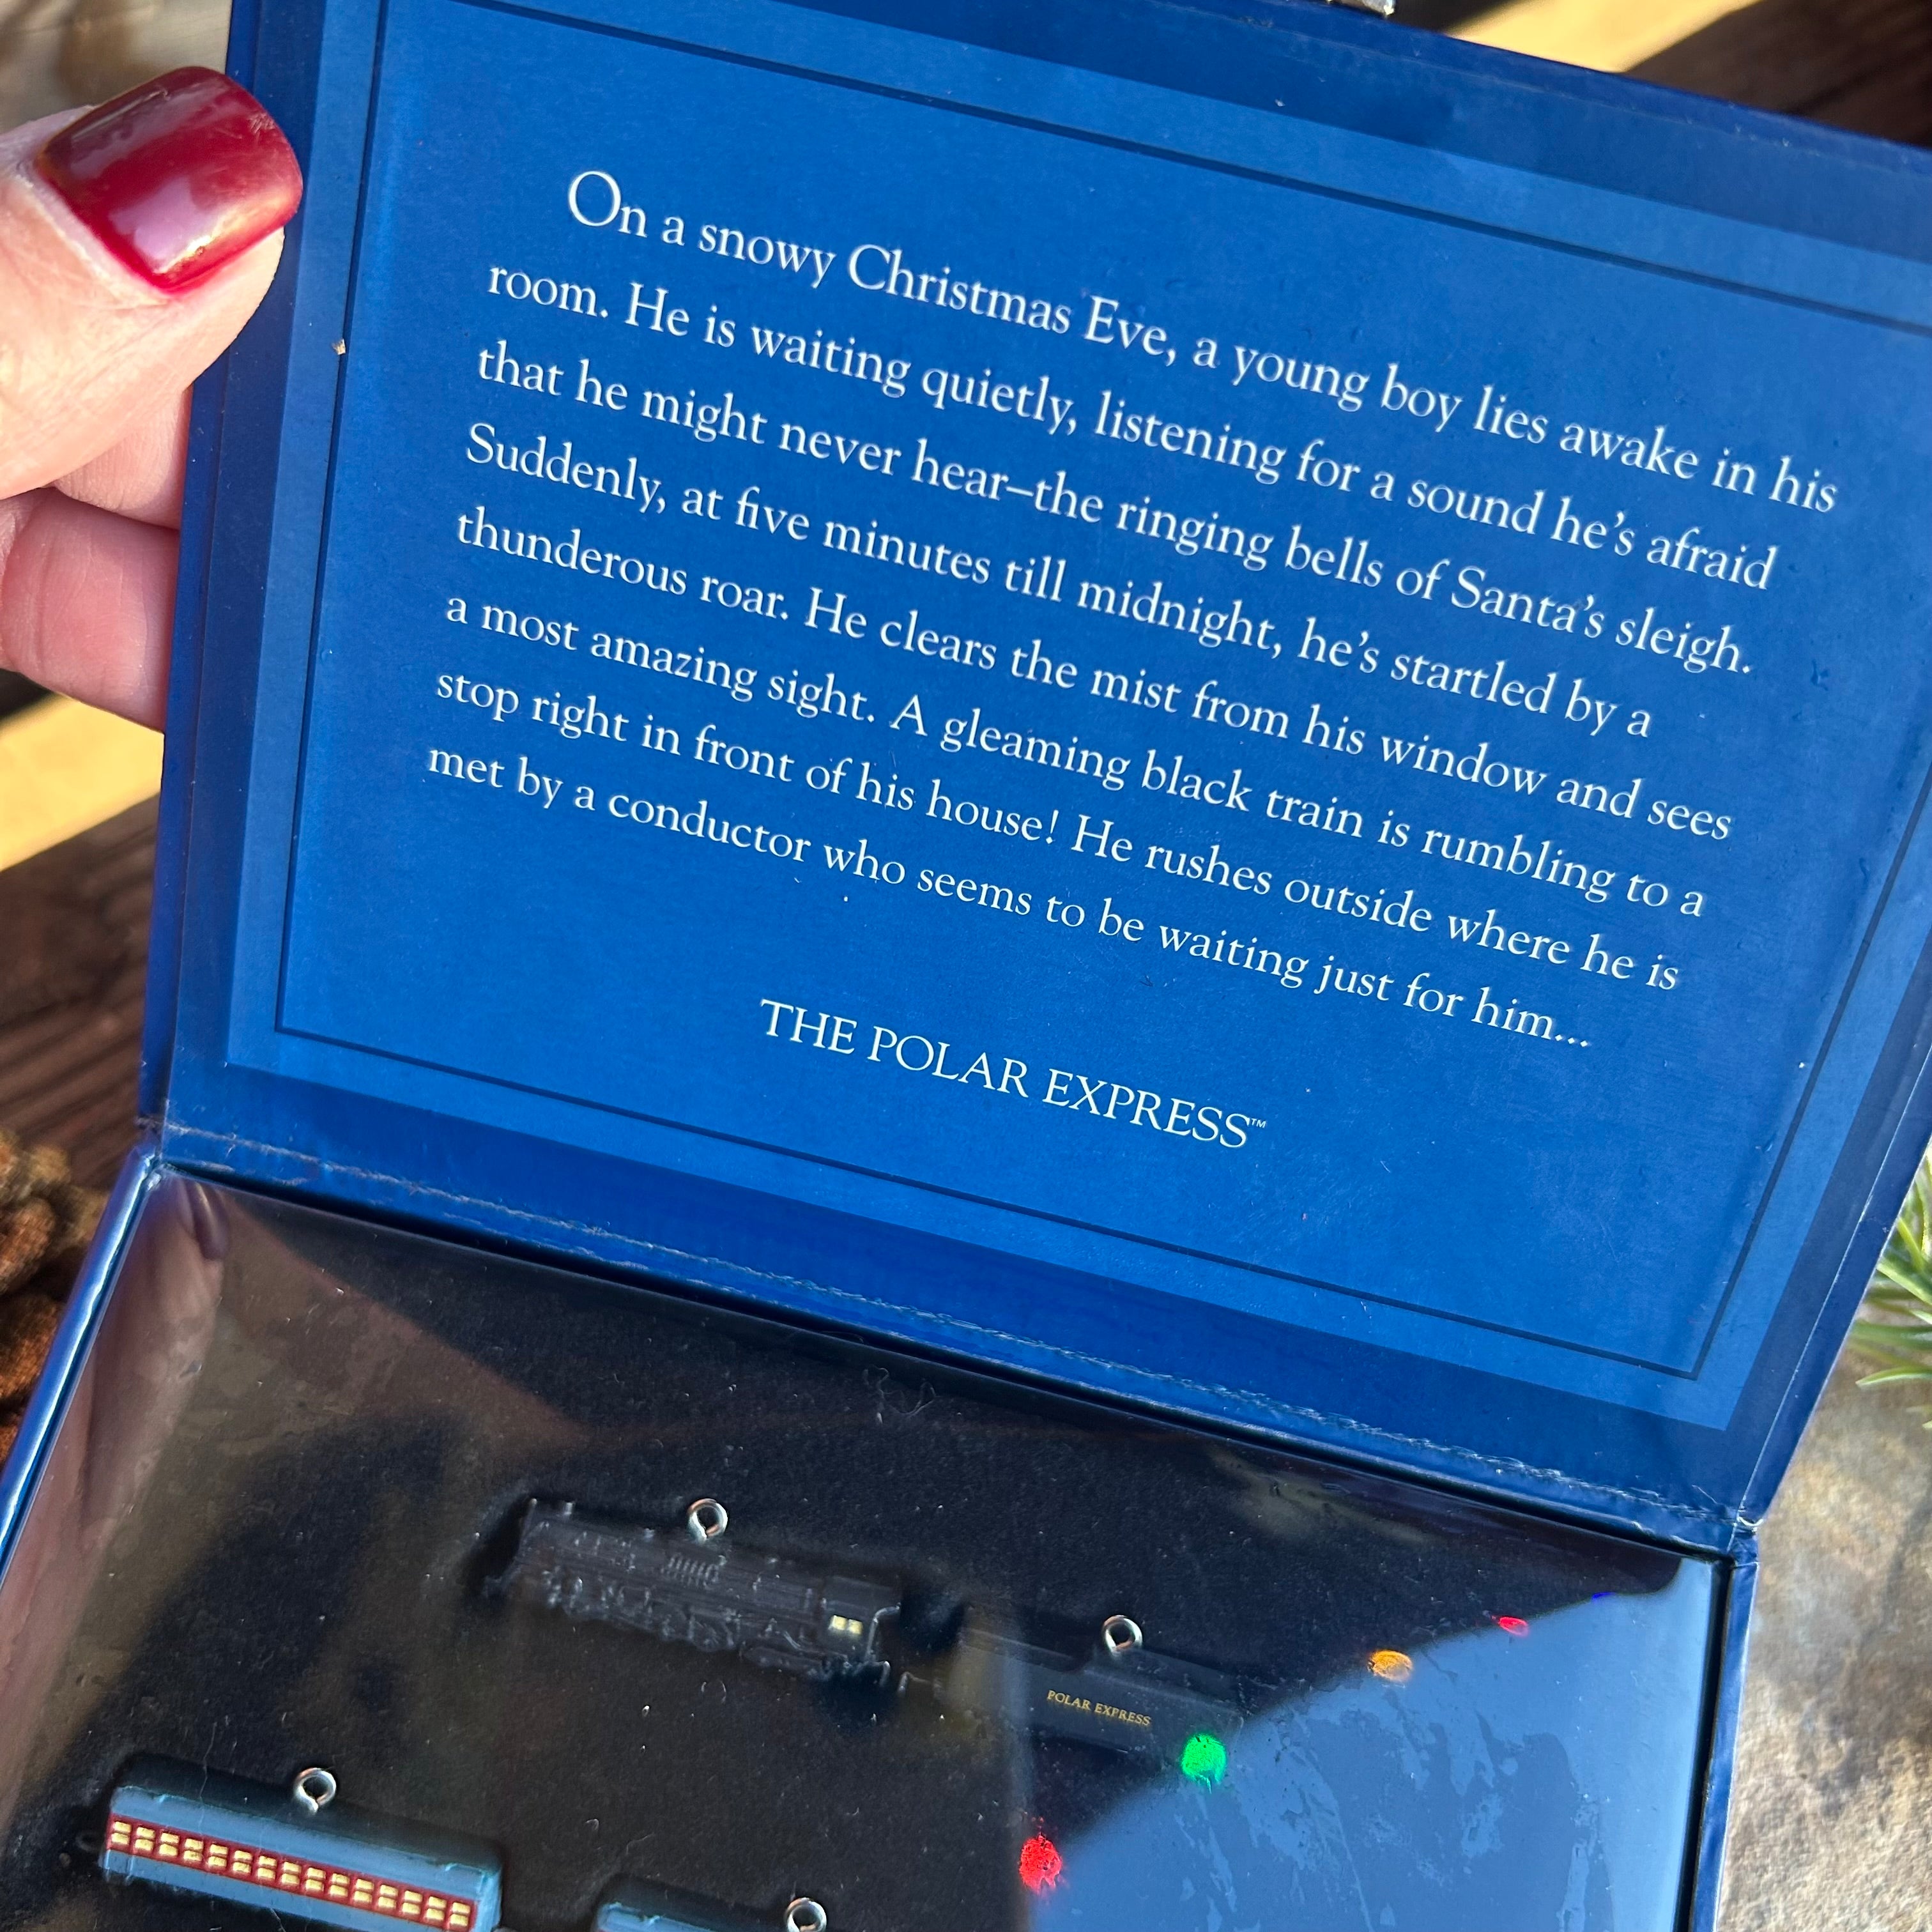 On a snowy Christmas Eve, a young boy lies awake in his
room. He is waiting quietly, listening for a sound he's afraid
that he might never hear–the ringing bells of Santa's sleigh.
Suddenly, at five minutes till midnight, he's startled by a
thunderous roar. He clears the mist from his window and sees
a most amazing sight. A gleaming black train is rumbling to a
stop right in front of his house! He rushes outside where he is
met by a conductor who seems to be waiting just for him...
THE POLAR EXPRESS™
POLAR EXPRESS